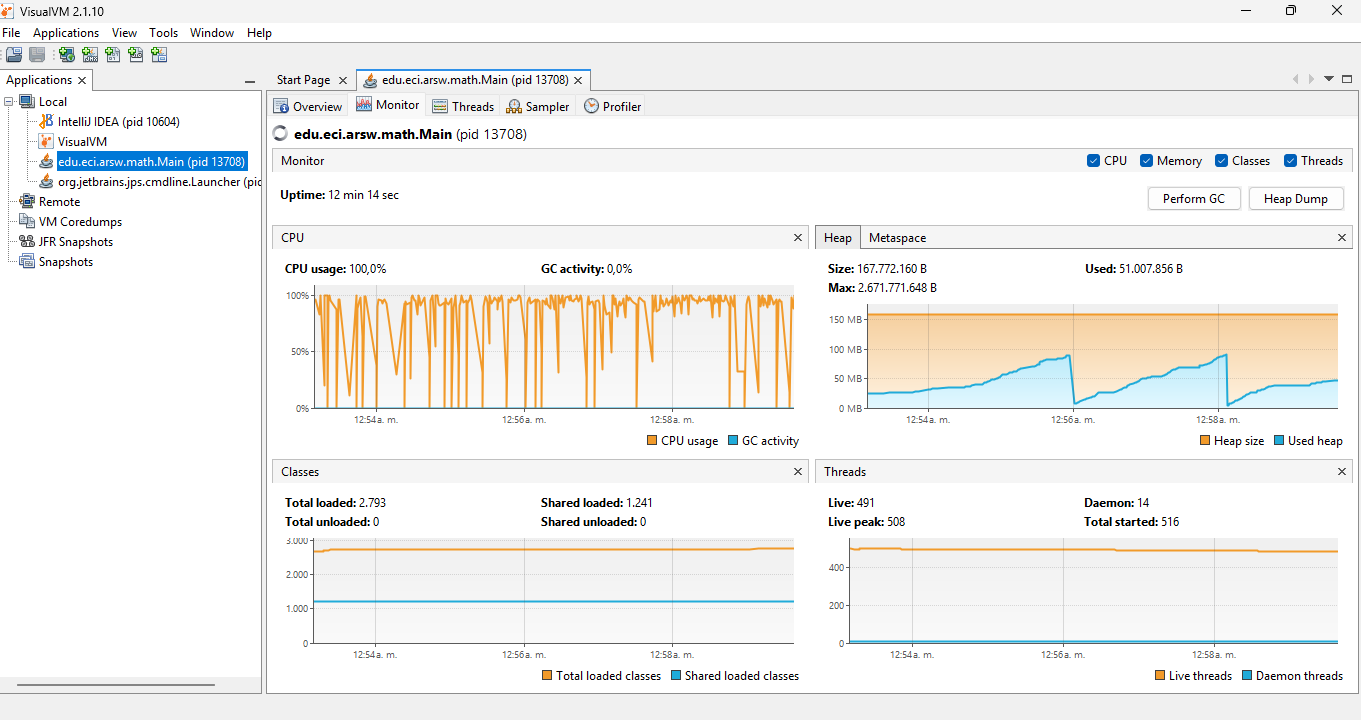 VisualVM 2.1.10
File Applications View Tools Window Help
Applications
Local
IntelliJ IDEA (pid 10604)
VisualVM
edu.eci.arsw.math.Main (pid 13708)
org.jetbrains.jps.cmdline.Launcher (pid
Remote
VM Coredumps
JFR Snapshots
Snapshots
Start Page edu.eci.arsw.math.Main (pid 13708)
Overview Monitor Threads Sampler Profiler
edu.eci.arsw.math.Main (pid 13708)
Monitor CPU Memory Classes Threads
Uptime: 12 min 14 sec Perform GC Heap Dump
CPU
CPU usage: 100,0% GC activity: 0,0%
100%
50%
0%
12:54a. m. 12:56a. m. 12:58a. m.
CPU usage GC activity
Heap Metaspace
Size: 167.772.160 B Used: 51.007.856 B
Max: 2.671.771.648 B
150 MB
100 MB
50 MB
0 MB
12:54a. m. 12:56a. m. 12:58a. m.
Heap size Used heap
Classes
Total loaded: 2.793 Shared loaded: 1.241
Total unloaded: 0 Shared unloaded: 0
3.000
2.000
1.000
0
12:54a. m. 12:56a. m. 12:58a. m.
Total loaded classes Shared loaded classes
Threads
Live: 491 Daemon: 14
Live peak: 508 Total started: 516
400
200
0
12:54a. m. 12:56a. m. 12:58a. m.
Live threads Daemon threads